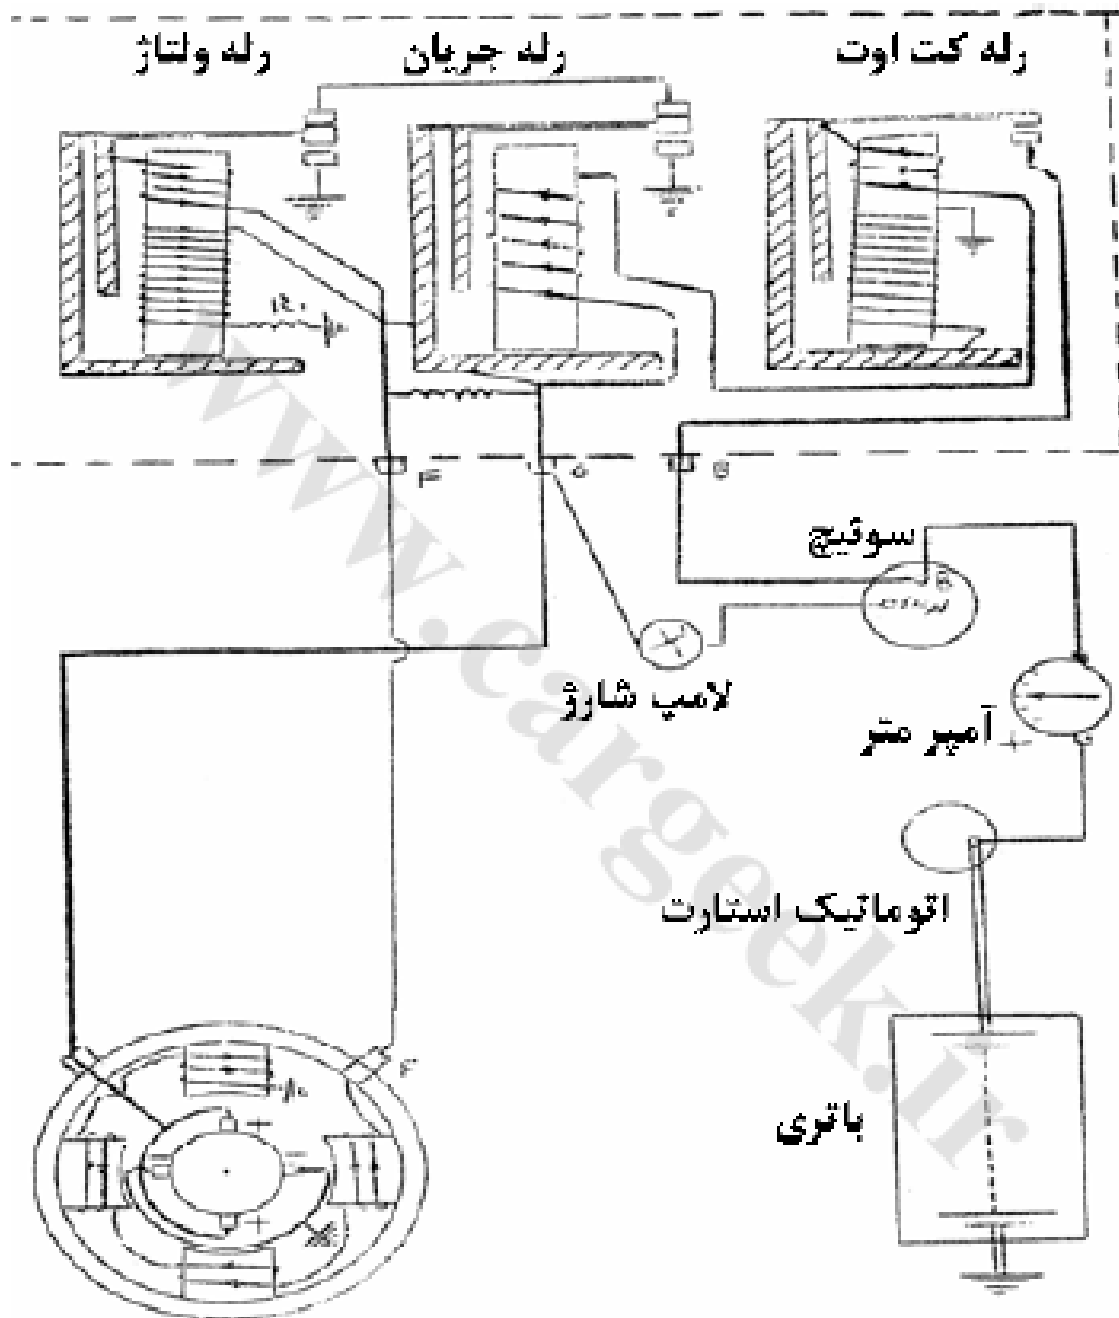 رله کت اوت
رله جریان
رله ولتاژ
F
B
سوئیچ
لامپ شارژ
آمپر متر
+
اتوماتیک استارت
F
+
+
باتری
www.cargeek.ir